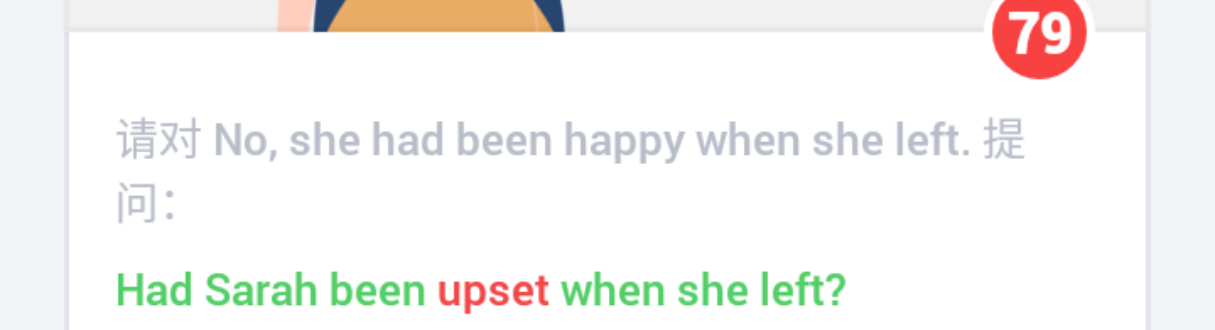 79
请对 No, she had been happy when she left. 提
问：
Had Sarah been upset when she left?